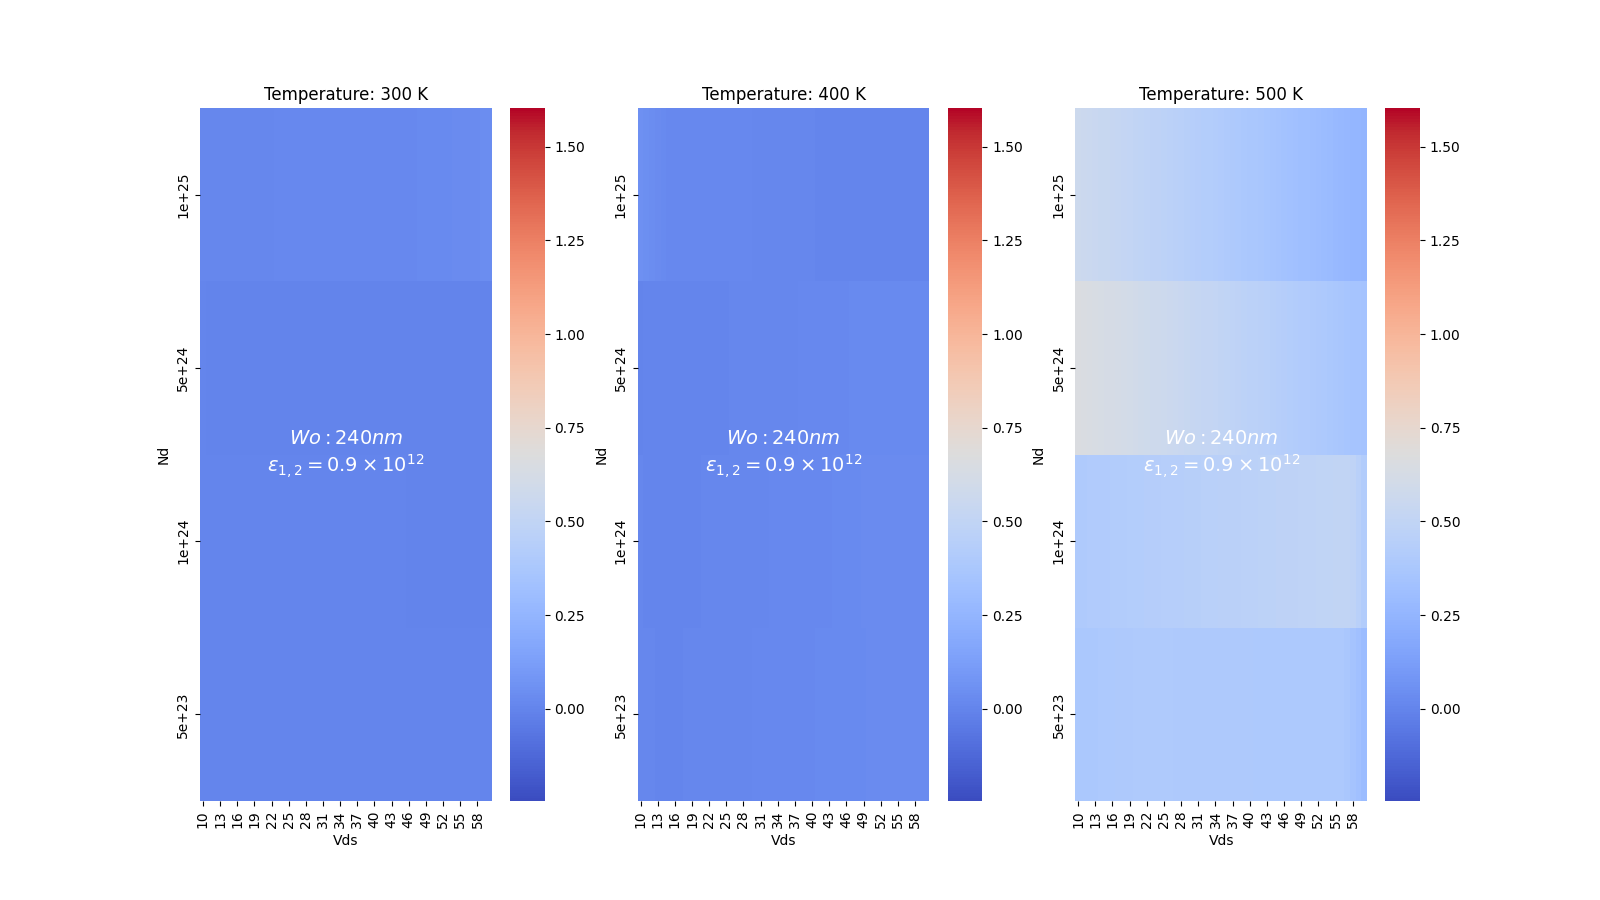 Temperature: 300 K
1e+25
5e+24
1e+24
5e+23
Nd
Wo : 240nm
ε₁,₂ = 0.9 × 10¹²
10 13 16 19 22 25 28 31 34 37 40 43 46 49 52 55 58
Vds
1.50
1.25
1.00
0.75
0.50
0.25
0.00
Temperature: 400 K
1e+25
5e+24
1e+24
5e+23
Nd
Wo : 240nm
ε₁,₂ = 0.9 × 10¹²
10 13 16 19 22 25 28 31 34 37 40 43 46 49 52 55 58
Vds
1.50
1.25
1.00
0.75
0.50
0.25
0.00
Temperature: 500 K
1e+25
5e+24
1e+24
5e+23
Nd
Wo : 240nm
ε₁,₂ = 0.9 × 10¹²
10 13 16 19 22 25 28 31 34 37 40 43 46 49 52 55 58
Vds
1.50
1.25
1.00
0.75
0.50
0.25
0.00